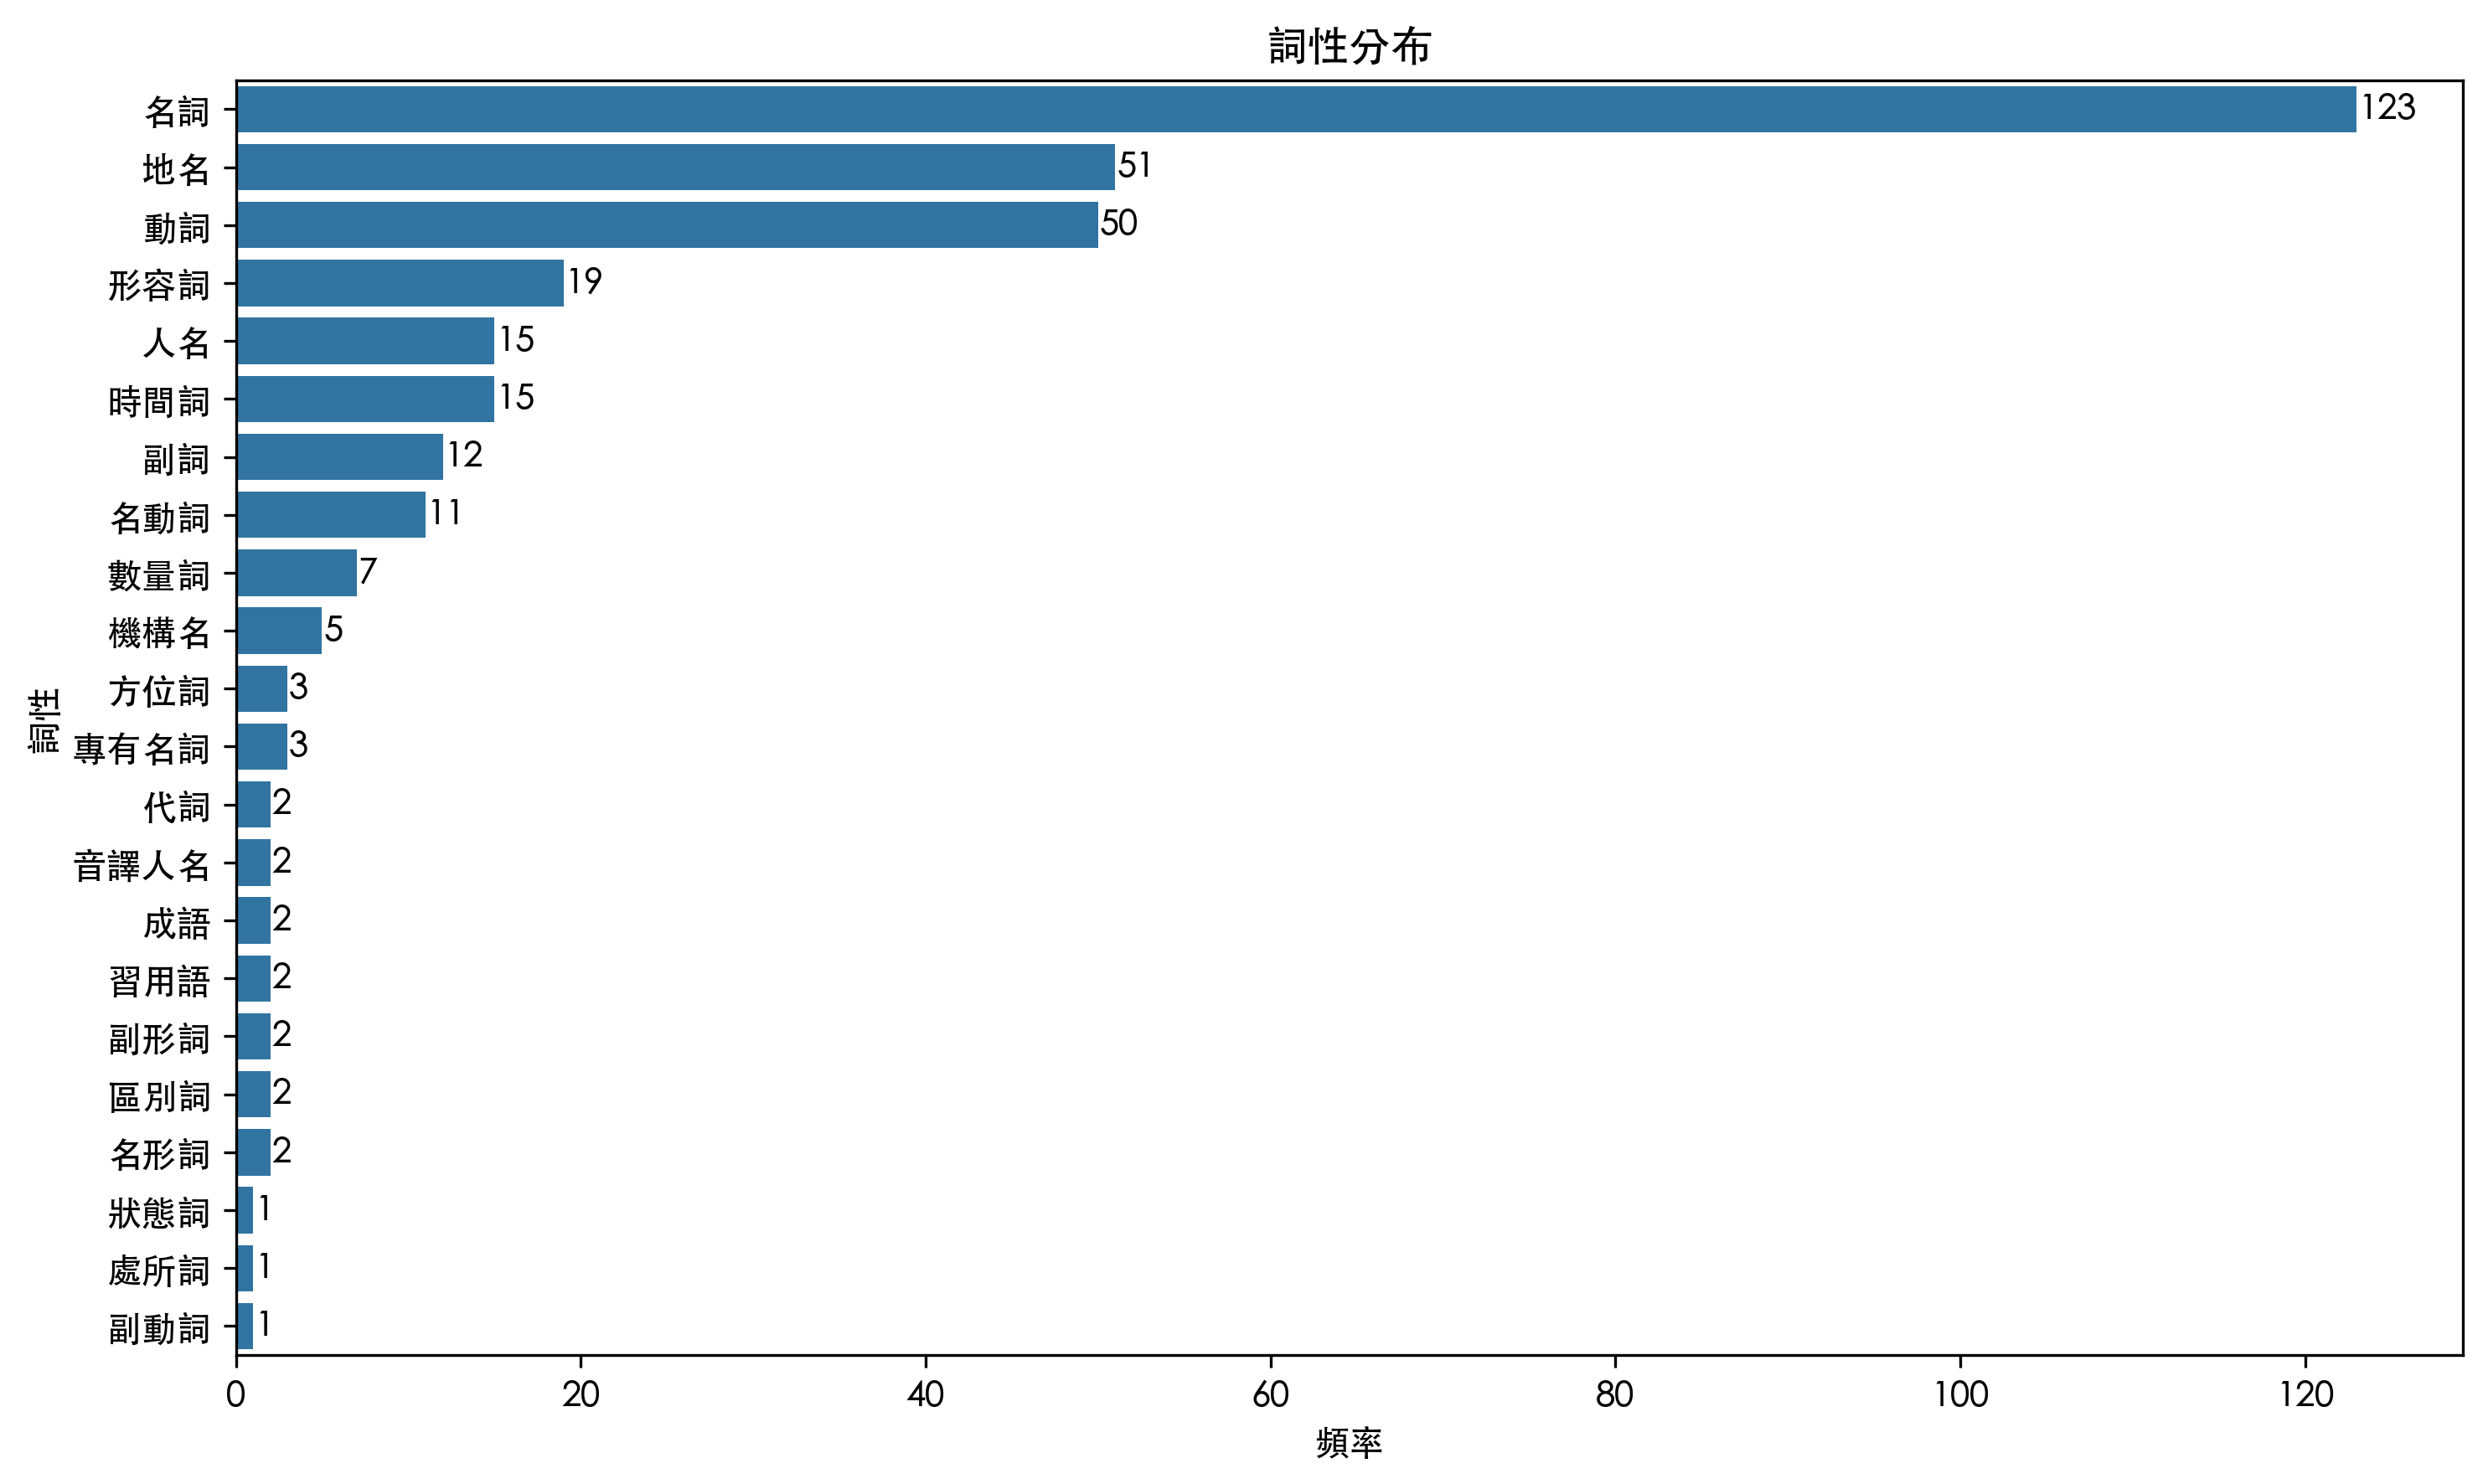 詞性分布
名詞 123
地名 51
動詞 50
形容詞 19
人名 15
時間詞 15
副詞 12
名動詞 11
數量詞 7
機構名 5
方位詞 3
專有名詞 3
代詞 2
音譯人名 2
成語 2
習用語 2
副形詞 2
區別詞 2
名形詞 2
狀態詞 1
處所詞 1
副動詞 1
詞性
0 20 40 60 80 100 120
頻率